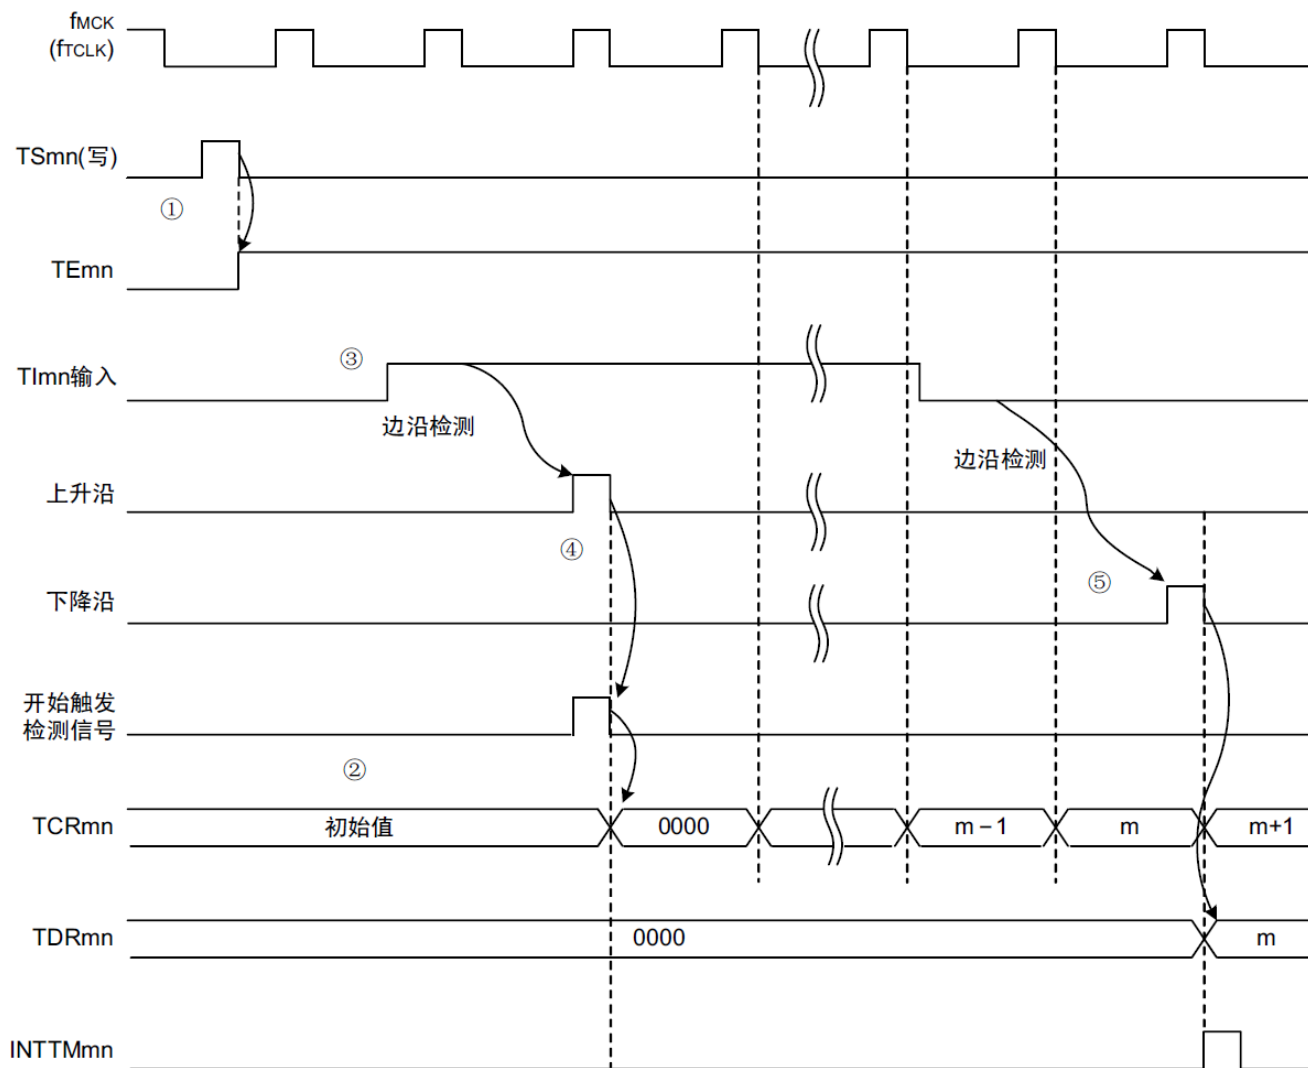 fMCK
(fTCLK)
TSmn(写)
①
TEmn
③
TImn输入
边沿检测
边沿检测
上升沿
④
⑤
下降沿
开始触发
检测信号
②
TCRmn 初始值 0000 m－1 m m+1
TDRmn 0000 m
INTTMmn